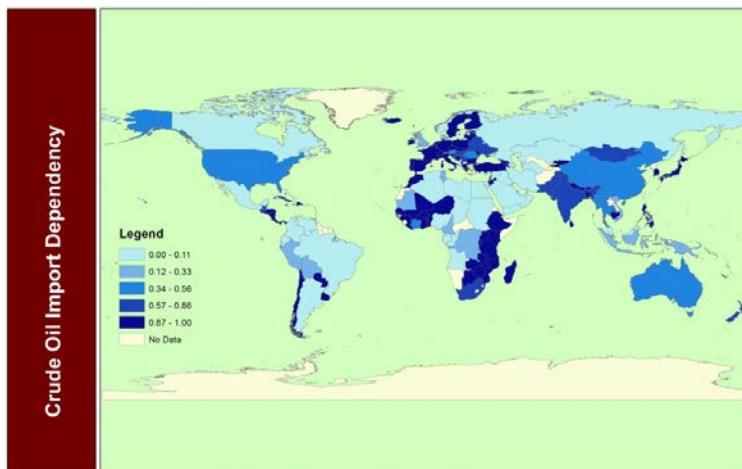 Crude Oil Import Dependency
Legend
0.00 - 0.11
0.12 - 0.33
0.34 - 0.56
0.57 - 0.86
0.87 - 1.00
No Data